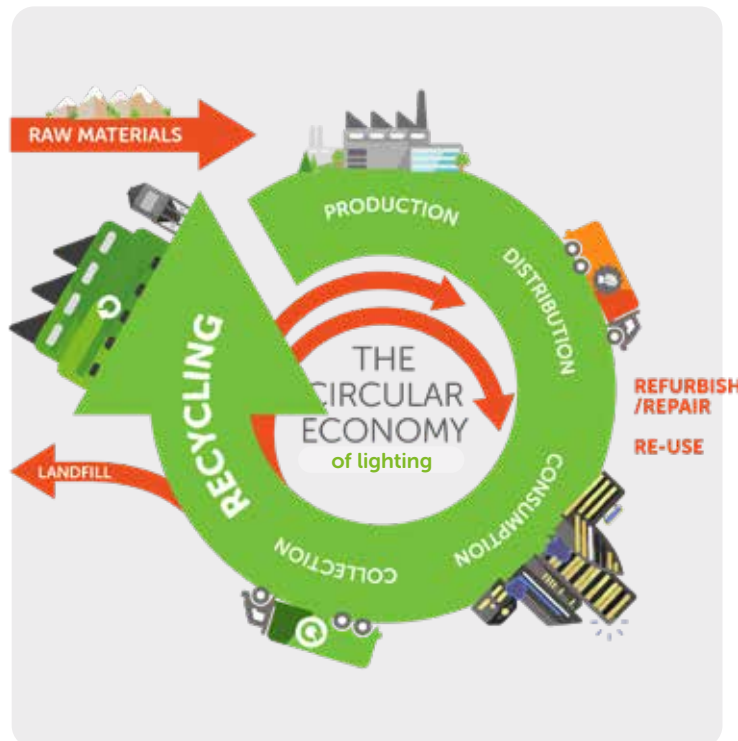 RAW MATERIALS
PRODUCTION
DISTRIBUTION
REFURBISH
/REPAIR
RE-USE
CONSUMPTION
COLLECTION
RECYCLING
LANDFILL
THE
CIRCULAR
ECONOMY
of lighting